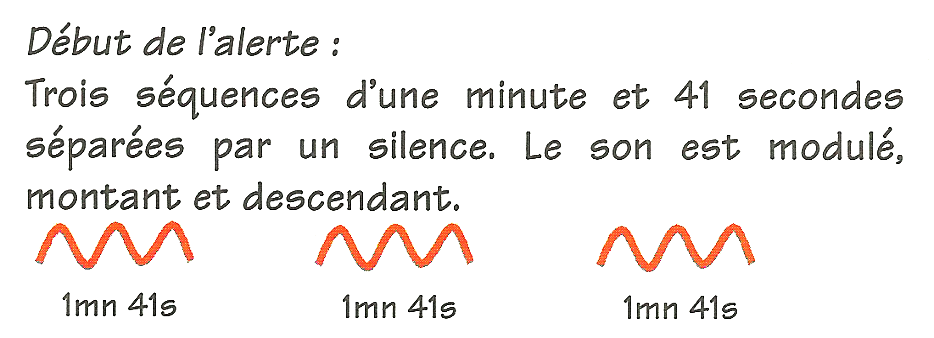 Début de l'alerte :
Trois séquences d'une minute et 41 secondes
séparées par un silence. Le son est modulé,
montant et descendant.
1mn 41s 1mn 41s 1mn 41s